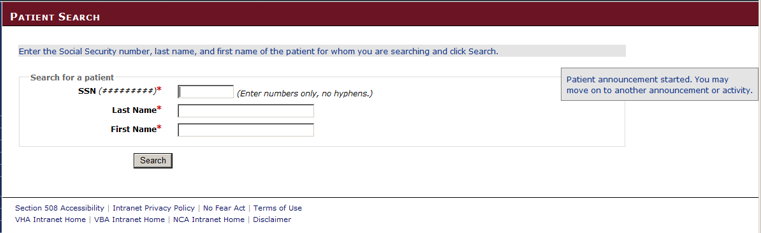 PATIENT SEARCH
Enter the Social Security number, last name, and first name of the patient for whom you are searching and click Search.
Patient announcement started. You may
move on to another announcement or activity.
Search for a patient
SSN (#########)* (Enter numbers only, no hyphens.)
Last Name*
First Name*
Search
Section 508 Accessibility | Intranet Privacy Policy | No Fear Act | Terms of Use
VHA Intranet Home | VBA Intranet Home | NCA Intranet Home | Disclaimer